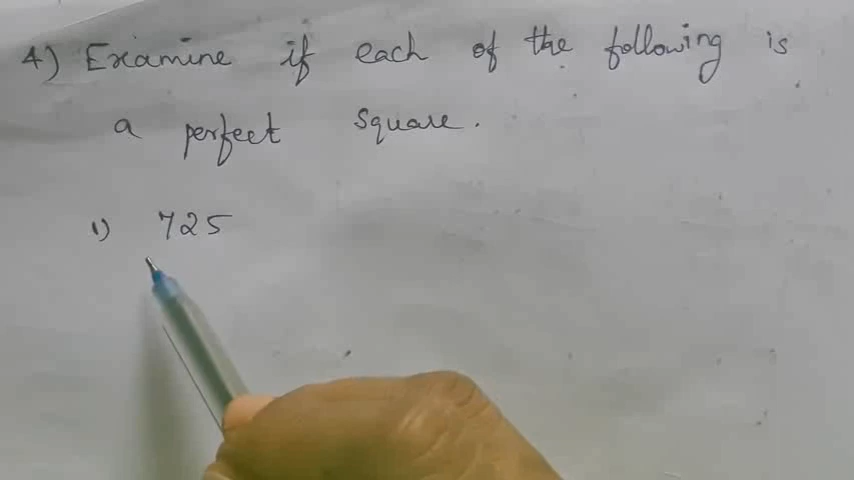 4) Examine if each of the following is
a perfect square.
1) 725